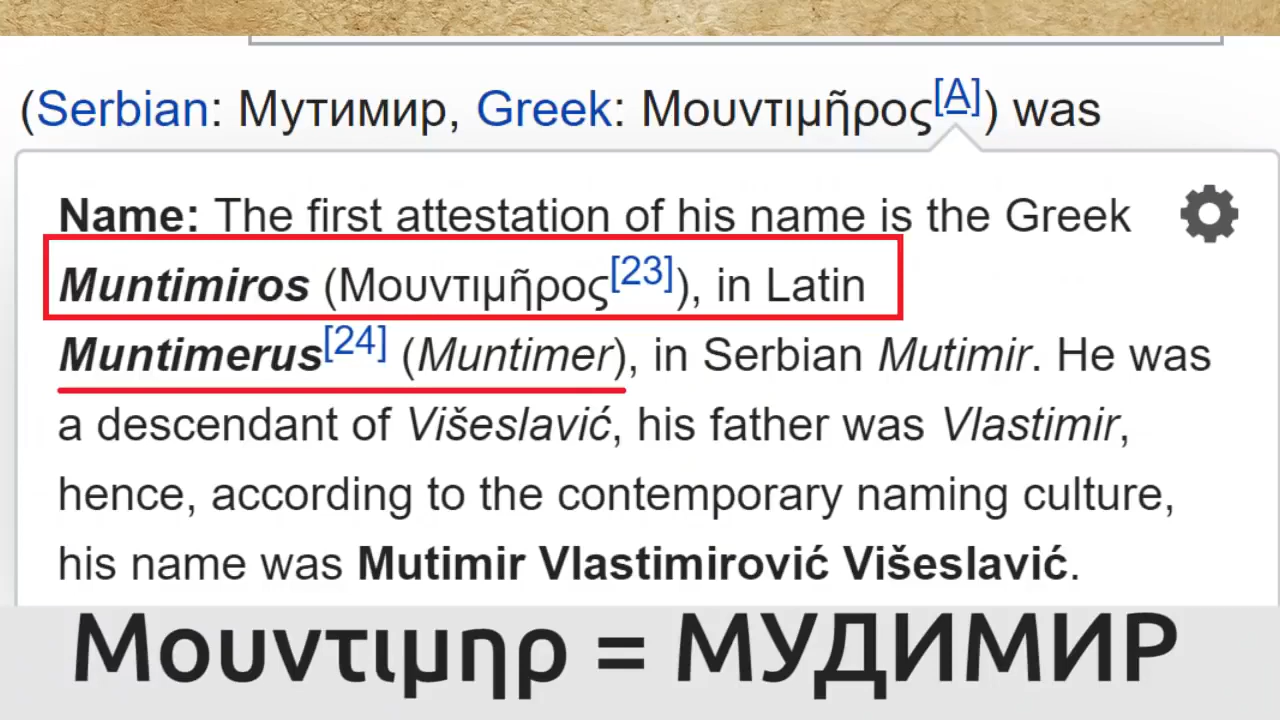 (Serbian: Мутимир, Greek: Μουντιμῆρος[A]) was
Name: The first attestation of his name is the Greek
Muntimiros (Μουντιμῆρος[23]), in Latin
Muntimerus[24] (Muntimer), in Serbian Mutimir. He was
a descendant of Višeslavić, his father was Vlastimir,
hence, according to the contemporary naming culture,
his name was Mutimir Vlastimirović Višeslavić.
Μουντιμηρ = МУДИМИР